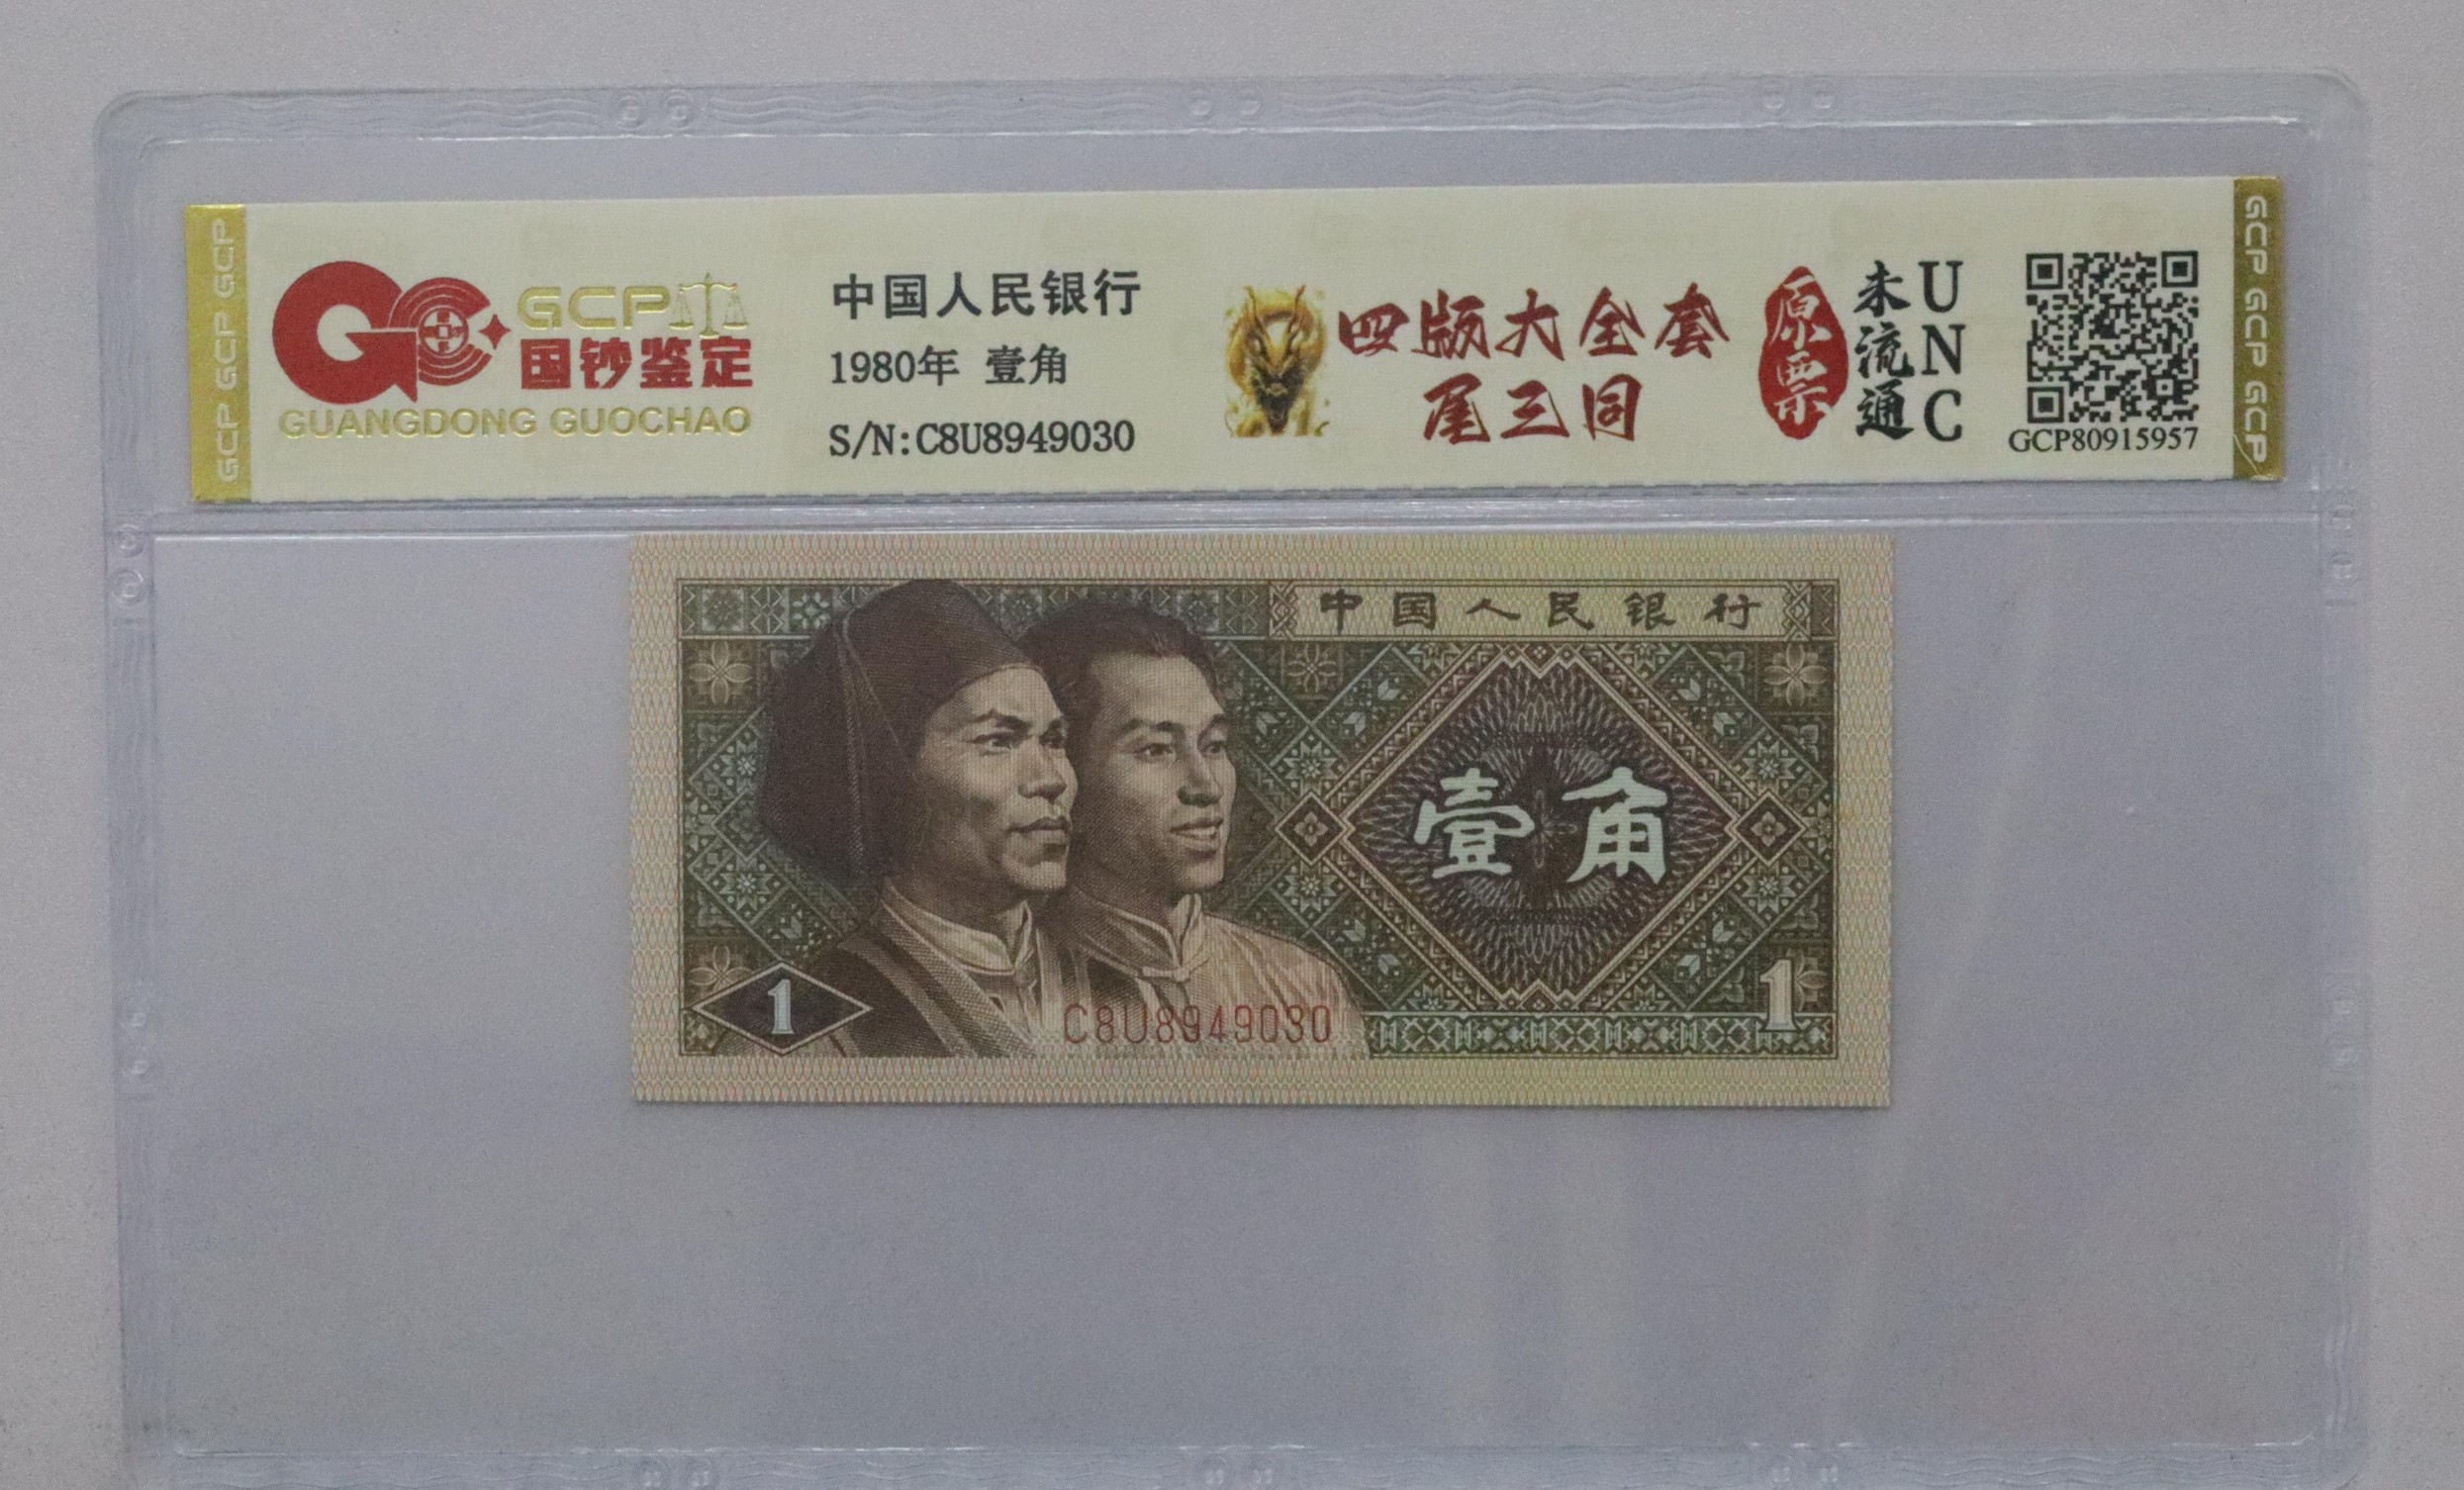 GCP GCP GCP
GCP
国钞鉴定
GUANGDONG GUOCHAO
中国人民银行
1980年 壹角
S/N:C8U8949030
四版大全套
尾三同
原票
未流通
UNC
GCP80915957
GCP GCP GCP
中国人民银行
壹角
1
C8U8949030
1